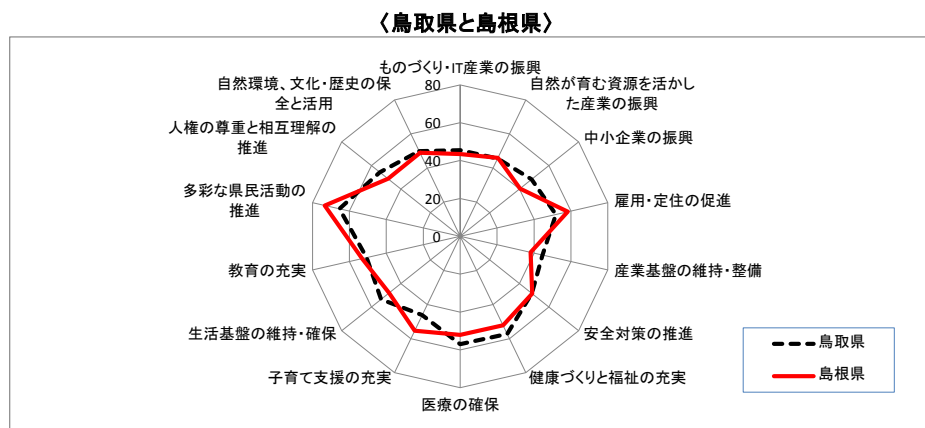 〈鳥取県と島根県〉
ものづくり・IT産業の振興
自然が育む資源を活かし
た産業の振興
中小企業の振興
雇用・定住の促進
産業基盤の維持・整備
安全対策の推進
健康づくりと福祉の充実
医療の確保
子育て支援の充実
生活基盤の維持・確保
教育の充実
多彩な県民活動の
推進
人権の尊重と相互理解の
推進
自然環境、文化・歴史の保
全と活用
80
60
40
20
0
鳥取県
島根県